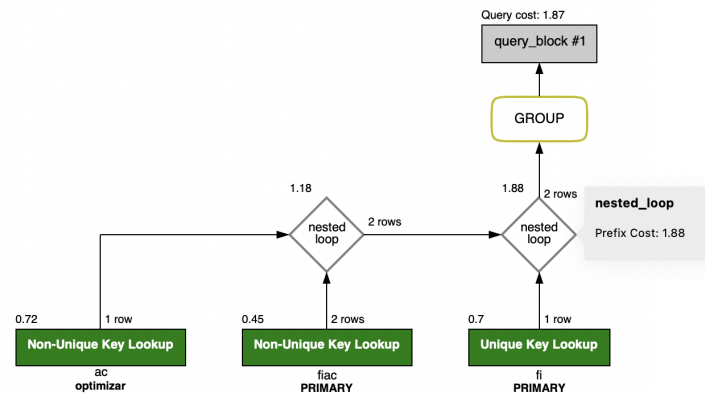 Query cost: 1.87
query_block #1
GROUP
1.88
2 rows
nested_loop
Prefix Cost: 1.88
1.18
nested
loop
2 rows
nested
loop
0.72
1 row
0.45
2 rows
0.7
1 row
Non-Unique Key Lookup
Non-Unique Key Lookup
Unique Key Lookup
ac
optimizar
fiac
PRIMARY
fi
PRIMARY